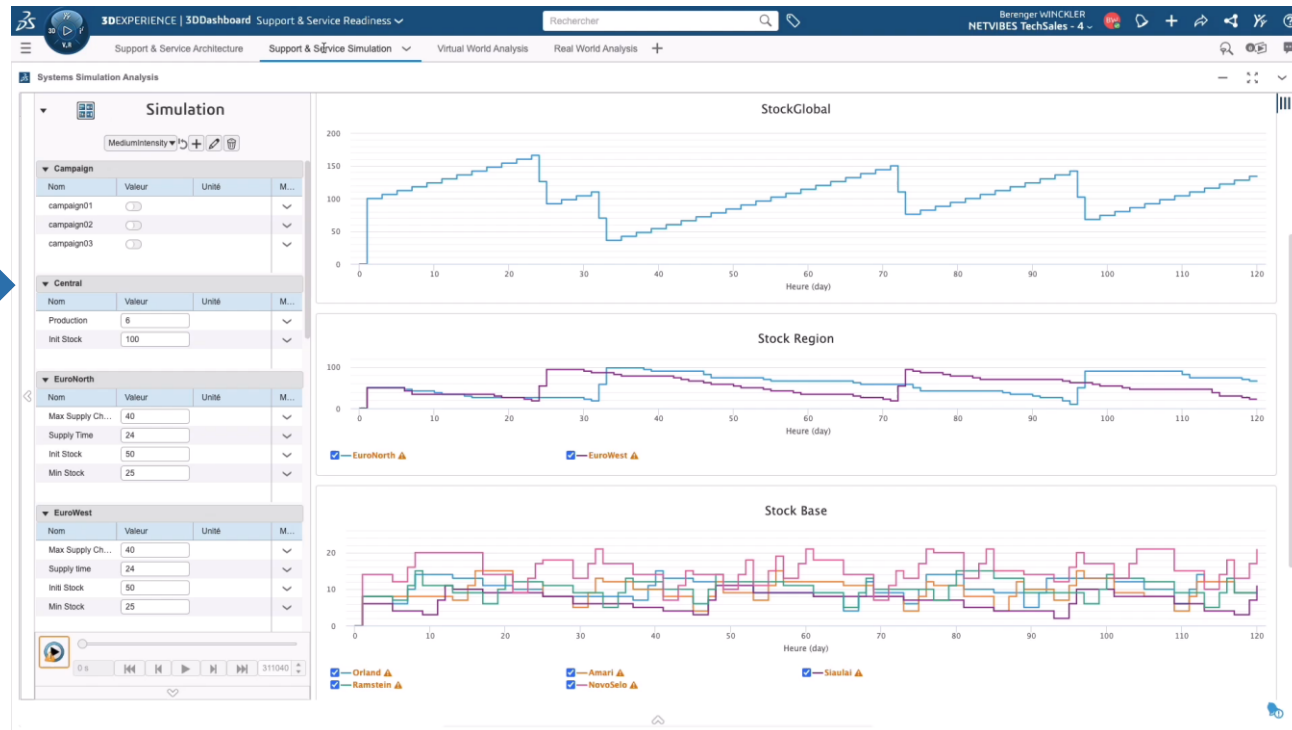 3DEXPERIENCE | 3DDashboard Support & Service Readiness
Rechercher
Berenger WINCKLER
NETVIBES TechSales - 4
3D
V,R
Support & Service Architecture
Support & Service Simulation
Virtual World Analysis
Real World Analysis
Systems Simulation Analysis
Simulation
MediumIntensity
Campaign
Nom Valeur Unité M...
campaign01
campaign02
campaign03
Central
Nom Valeur Unité M...
Production 6
Init Stock 100
EuroNorth
Nom Valeur Unité M...
Max Supply Ch... 40
Supply Time 24
Init Stock 50
Min Stock 25
EuroWest
Nom Valeur Unité M...
Max Supply Ch... 40
Supply time 24
Initi Stock 50
Min Stock 25
0 s
311040
StockGlobal
200
150
100
50
0
0 10 20 30 40 50 60 70 80 90 100 110 120
Heure (day)
Stock Region
100
0
0 10 20 30 40 50 60 70 80 90 100 110 120
Heure (day)
EuroNorth EuroWest
Stock Base
20
10
0
0 10 20 30 40 50 60 70 80 90 100 110 120
Heure (day)
Orland Amari Siaulai
Ramstein NovoSelo